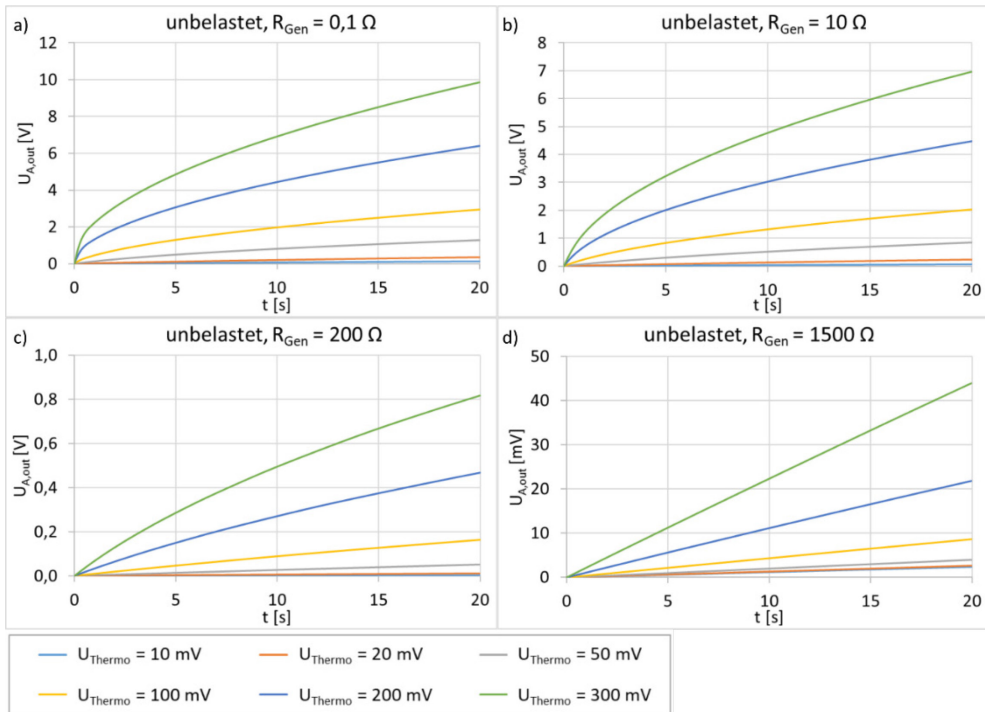 a) unbelastet, R_Gen = 0,1 Ω
12
10
8
6
4
2
0
U_A,out [V]
0 5 10 15 20
t [s]
b) unbelastet, R_Gen = 10 Ω
8
7
6
5
4
3
2
1
0
U_A,out [V]
0 5 10 15 20
t [s]
c) unbelastet, R_Gen = 200 Ω
1,0
0,8
0,6
0,4
0,2
0,0
U_A,out [V]
0 5 10 15 20
t [s]
d) unbelastet, R_Gen = 1500 Ω
50
40
30
20
10
0
U_A,out [mV]
0 5 10 15 20
t [s]
U_Thermo = 10 mV U_Thermo = 20 mV U_Thermo = 50 mV
U_Thermo = 100 mV U_Thermo = 200 mV U_Thermo = 300 mV